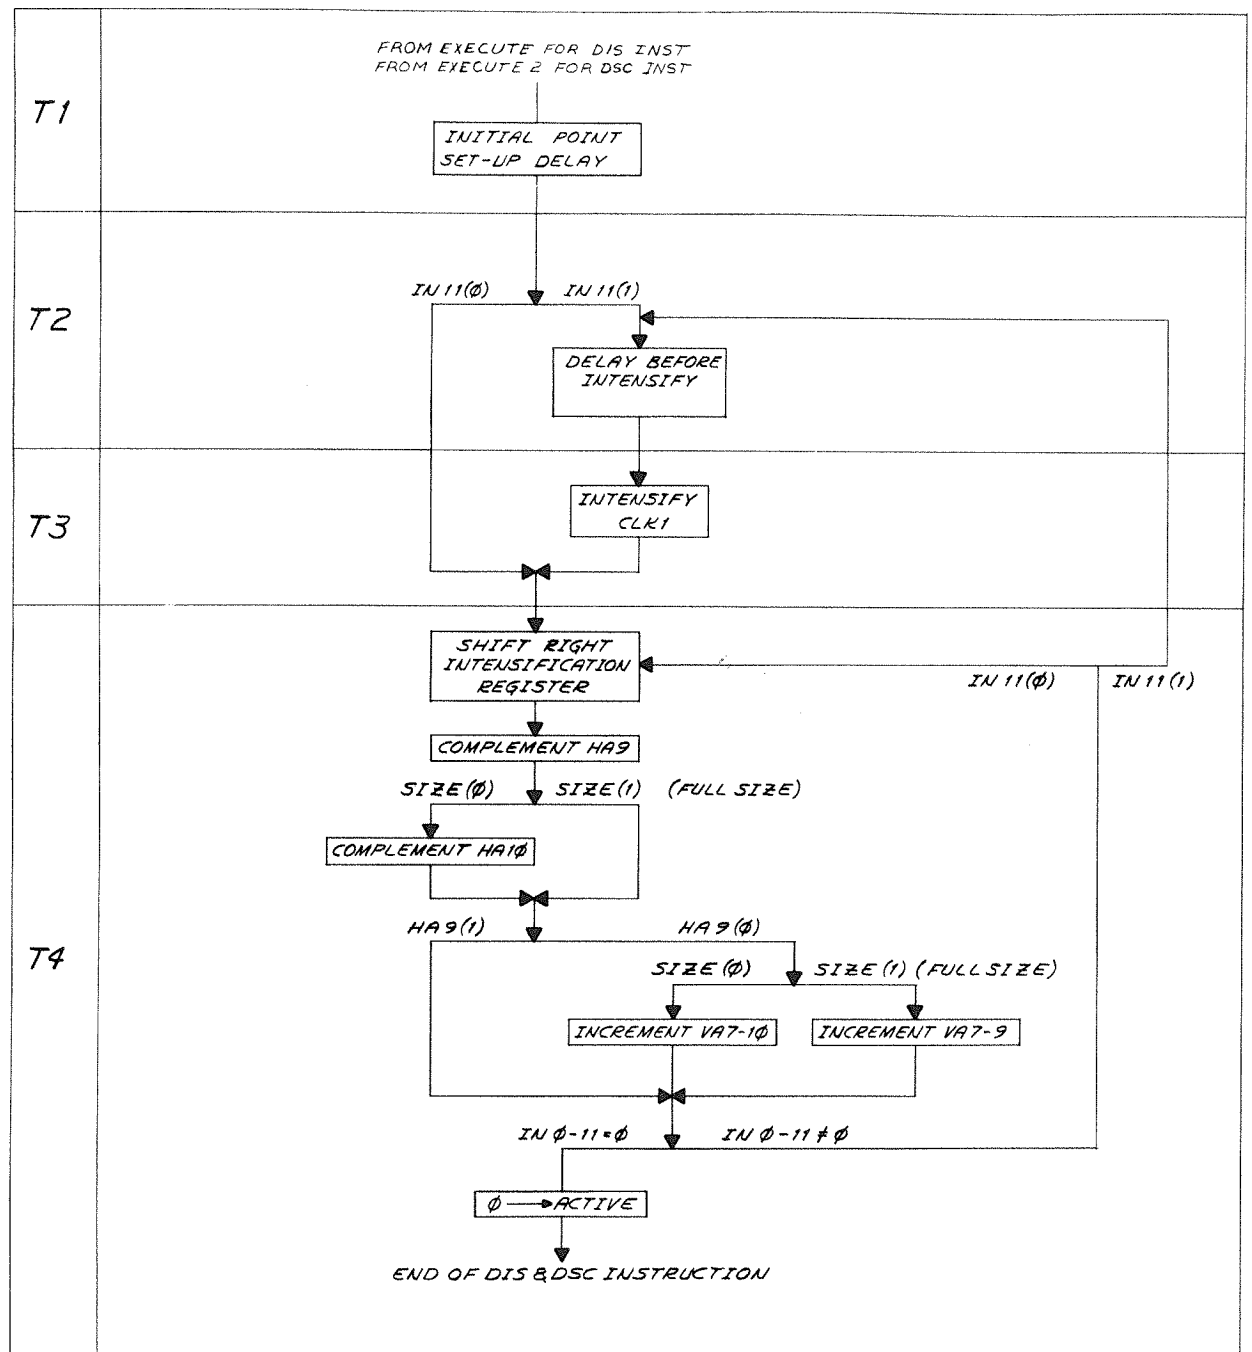 FROM EXECUTE FOR DIS INST
FROM EXECUTE 2 FOR DSC INST
T1
INITIAL POINT
SET-UP DELAY
IN 11(φ) IN 11(1)
T2
DELAY BEFORE
INTENSIFY
T3
INTENSIFY
CLK1
SHIFT RIGHT
INTENSIFICATION
REGISTER
IN 11(φ) IN 11(1)
COMPLEMENT HA9
SIZE(φ) SIZE(1) (FULL SIZE)
COMPLEMENT HA1φ
HA9(1) HA9(φ)
T4
SIZE(φ) SIZE(1) (FULL SIZE)
INCREMENT VA7-1φ INCREMENT VA7-9
IN φ-11=φ IN φ-11≠φ
φ→ACTIVE
END OF DIS & DSC INSTRUCTION